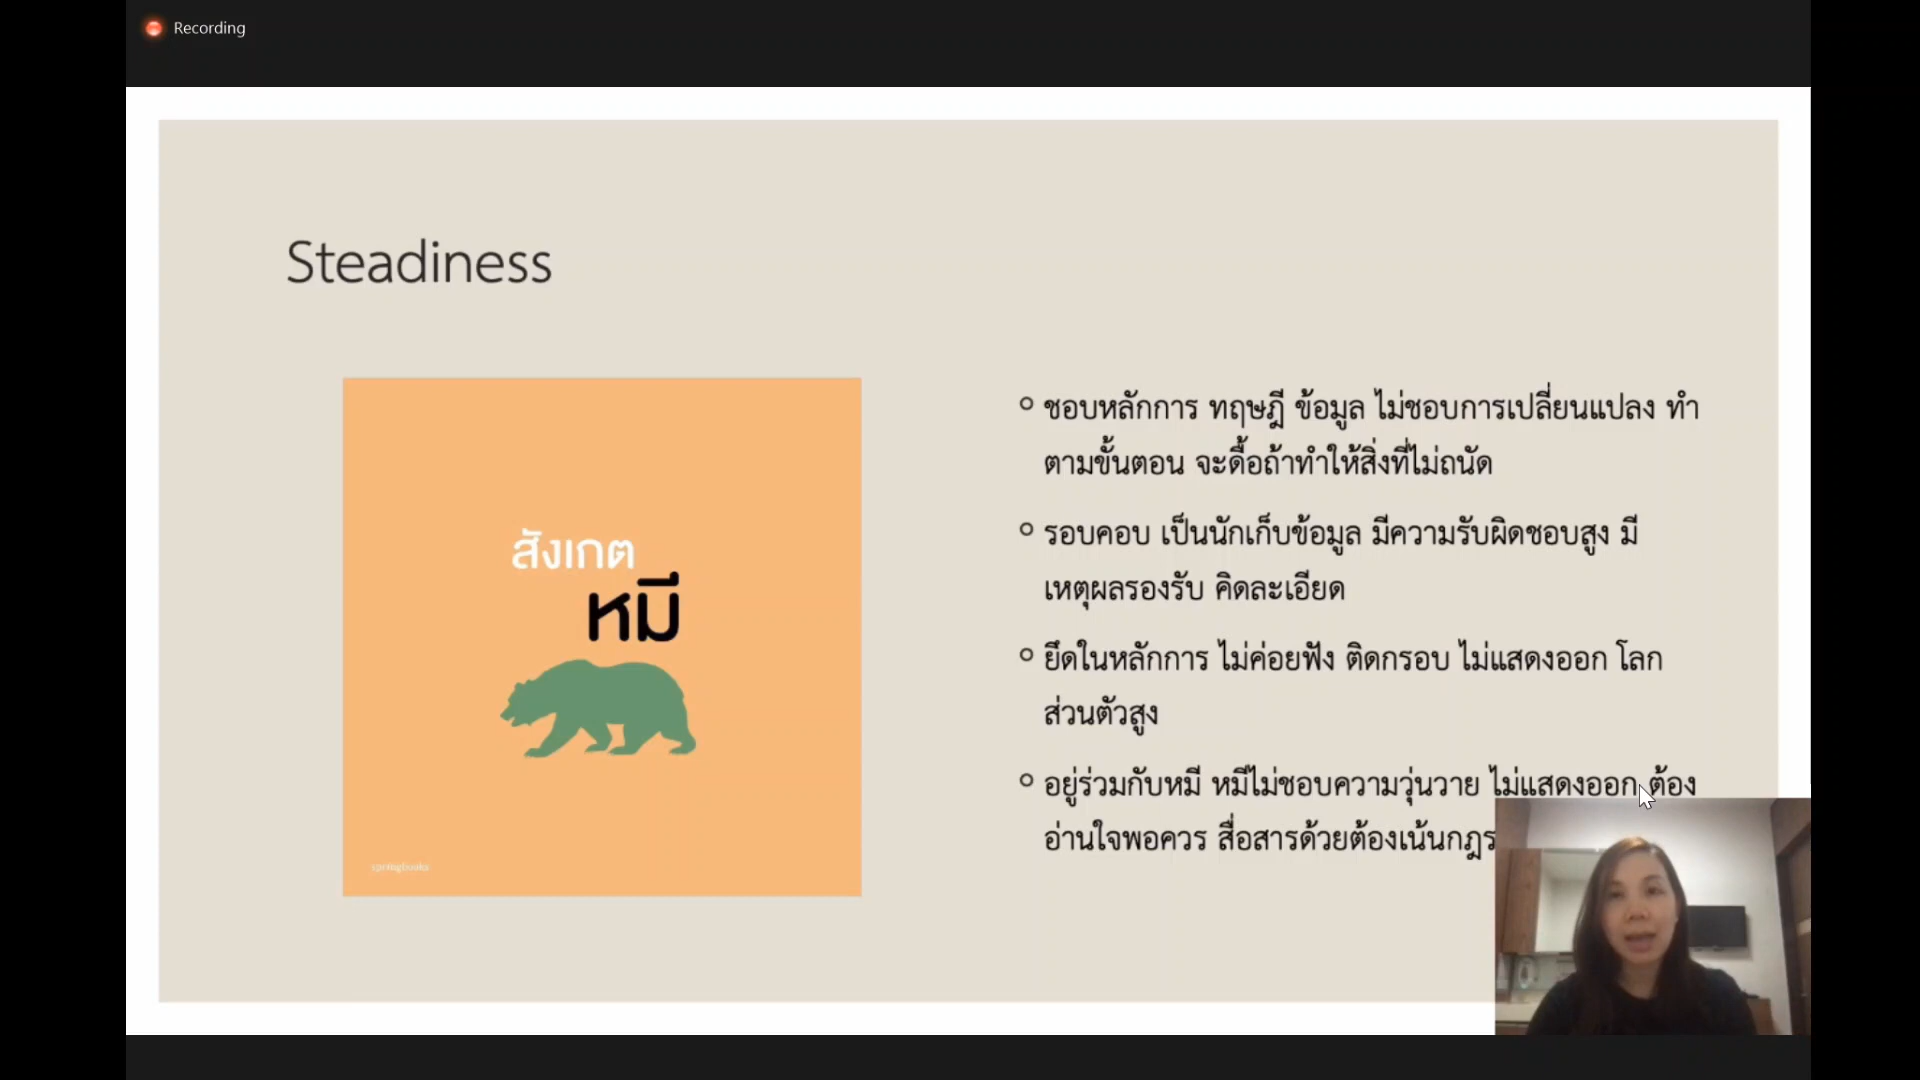 Recording
Steadiness
สังเกต
หมี
springbooks
ชอบหลักการ ทฤษฎี ข้อมูล ไม่ชอบการเปลี่ยนแปลง ทำ
ตามขั้นตอน จะดื้อถ้าทำให้สิ่งที่ไม่ถนัด
รอบคอบ เป็นนักเก็บข้อมูล มีความรับผิดชอบสูง มี
เหตุผลรองรับ คิดละเอียด
ยึดในหลักการ ไม่ค่อยฟัง ติดกรอบ ไม่แสดงออก โลก
ส่วนตัวสูง
อยู่ร่วมกับหมี หมีไม่ชอบความวุ่นวาย ไม่แสดงออก ต้อง
อ่านใจพอควร สื่อสารด้วยต้องเน้น